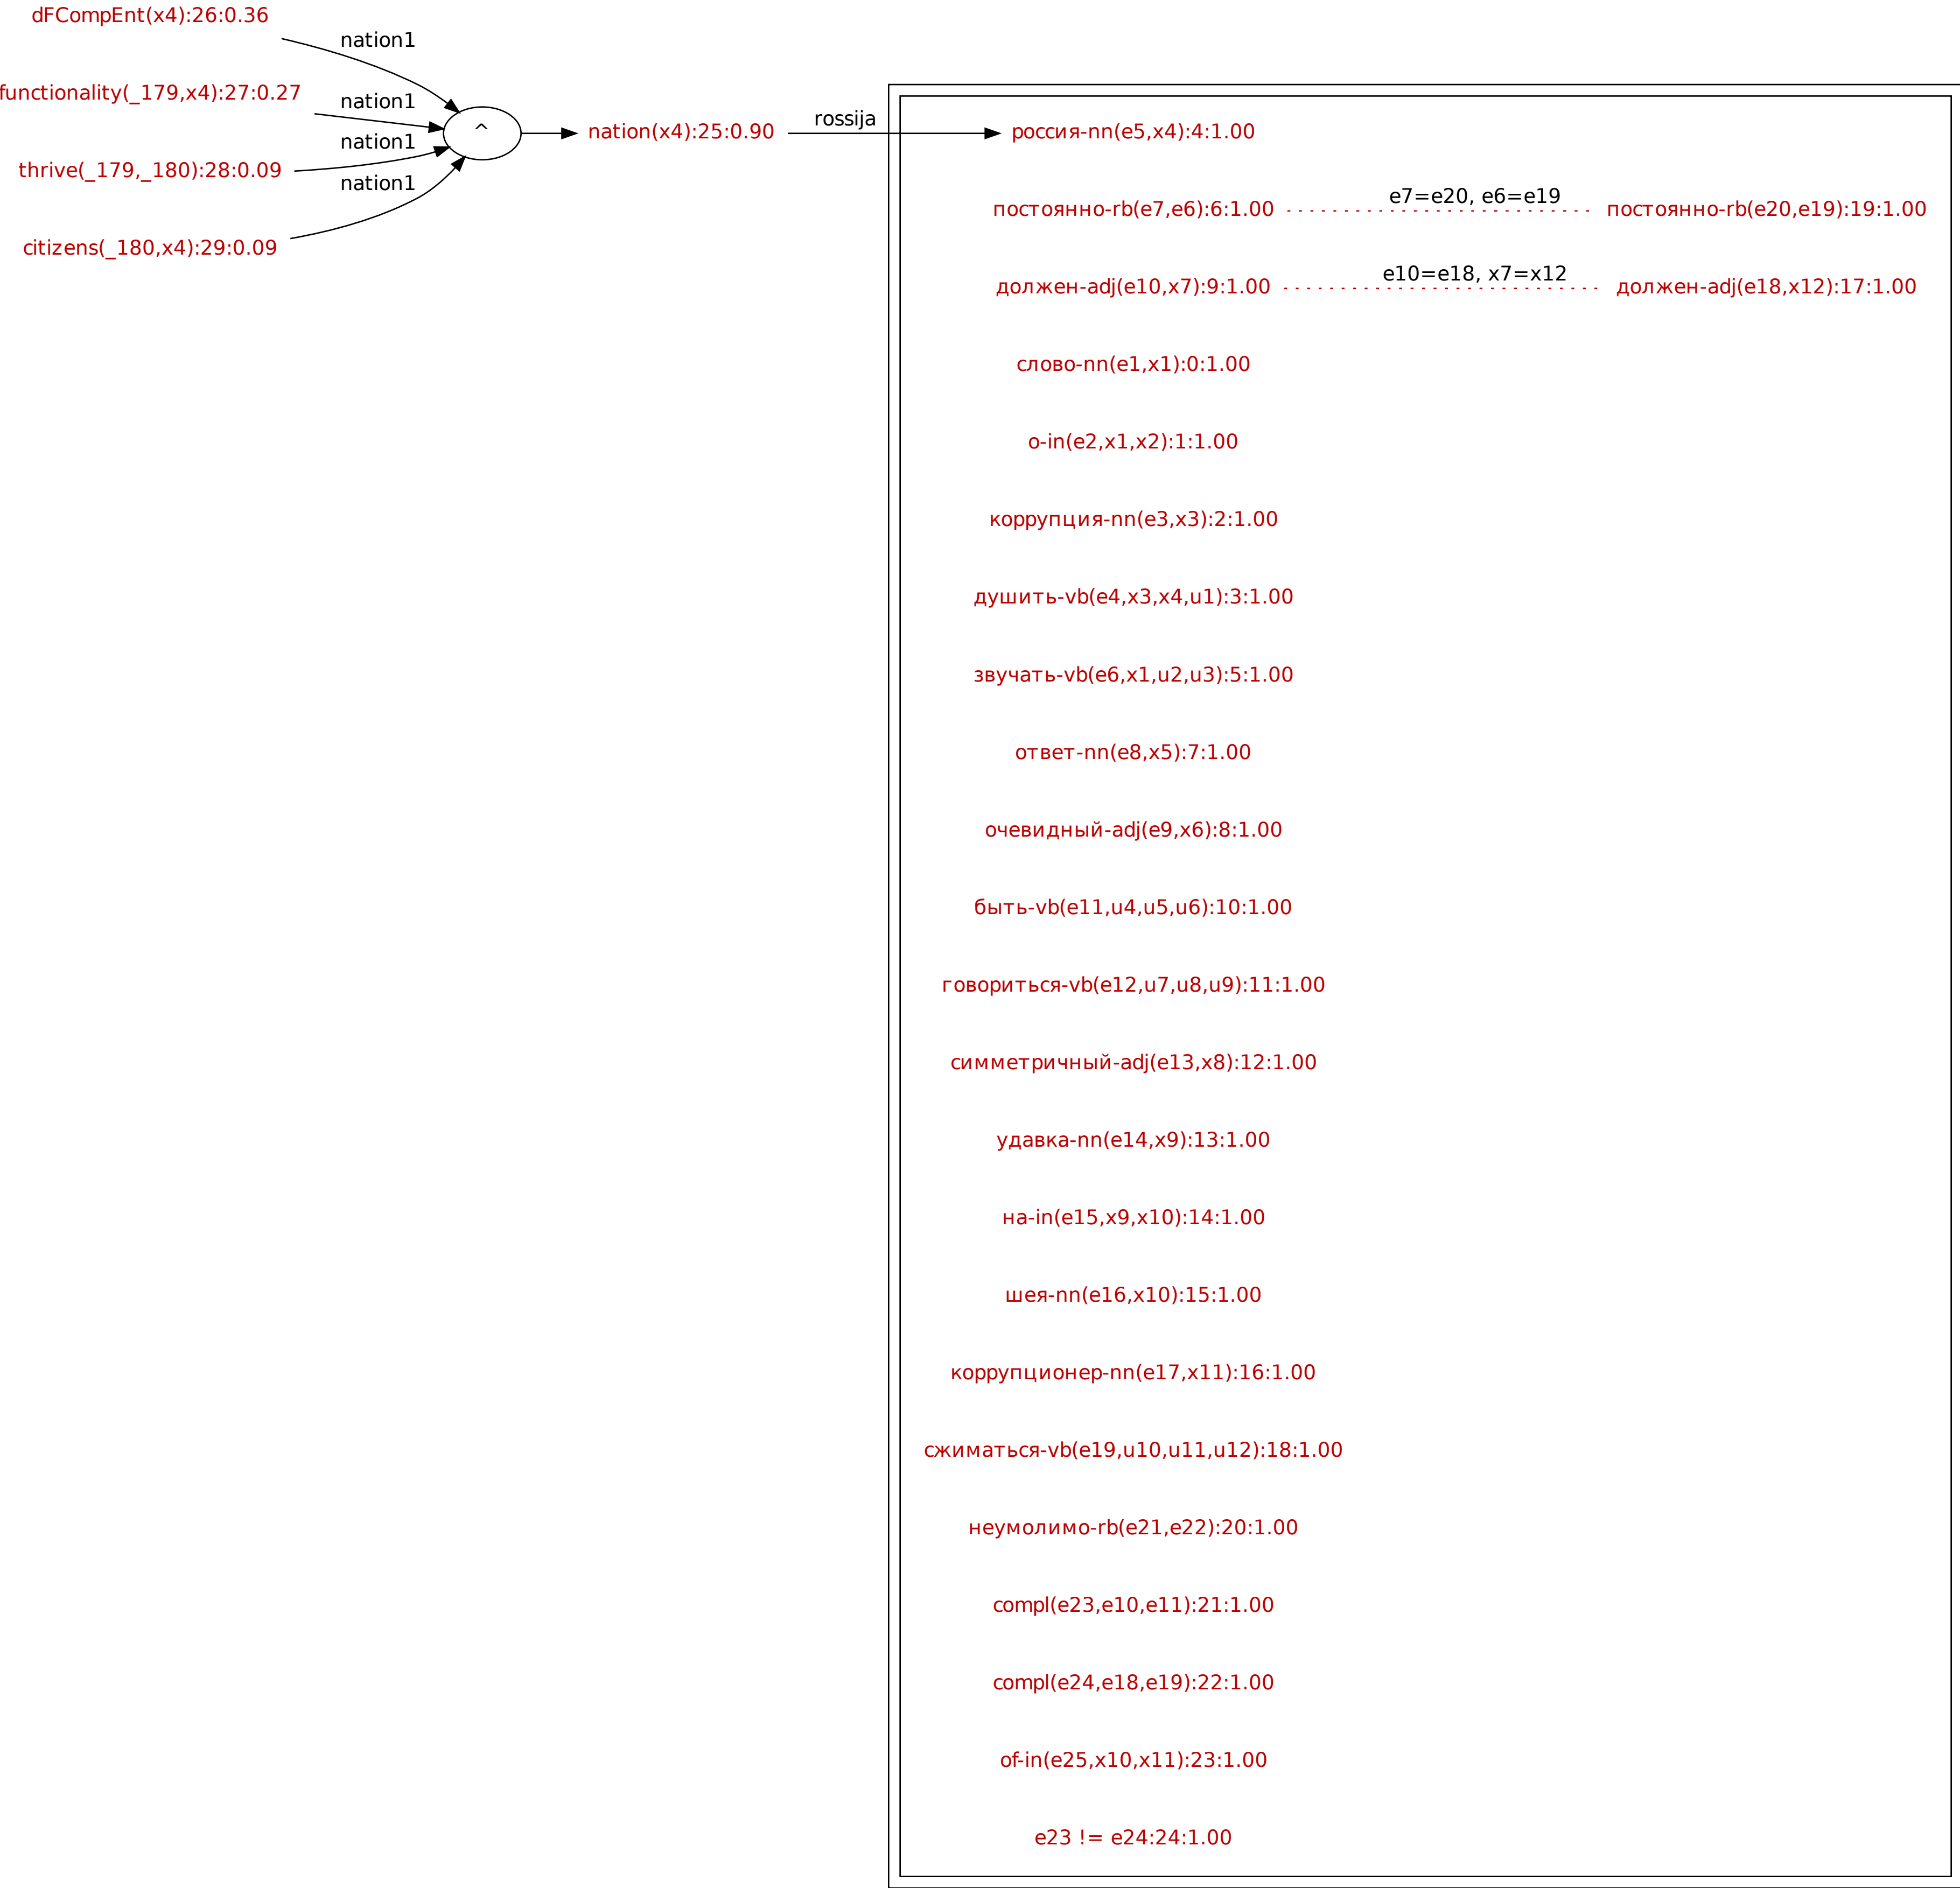 dFCompEnt(x4):26:0.36
nation1
functionality(_179,x4):27:0.27
nation1
thrive(_179,_180):28:0.09
nation1
citizens(_180,x4):29:0.09
nation1
^
nation(x4):25:0.90
rossija
россия-nn(e5,x4):4:1.00
постоянно-rb(e7,e6):6:1.00
e7=e20, e6=e19
постоянно-rb(e20,e19):19:1.00
должен-adj(e10,x7):9:1.00
e10=e18, x7=x12
должен-adj(e18,x12):17:1.00
слово-nn(e1,x1):0:1.00
о-in(e2,x1,x2):1:1.00
коррупция-nn(e3,x3):2:1.00
душить-vb(e4,x3,x4,u1):3:1.00
звучать-vb(e6,x1,u2,u3):5:1.00
ответ-nn(e8,x5):7:1.00
очевидный-adj(e9,x6):8:1.00
быть-vb(e11,u4,u5,u6):10:1.00
говориться-vb(e12,u7,u8,u9):11:1.00
симметричный-adj(e13,x8):12:1.00
удавка-nn(e14,x9):13:1.00
на-in(e15,x9,x10):14:1.00
шея-nn(e16,x10):15:1.00
коррупционер-nn(e17,x11):16:1.00
сжиматься-vb(e19,u10,u11,u12):18:1.00
неумолимо-rb(e21,e22):20:1.00
compl(e23,e10,e11):21:1.00
compl(e24,e18,e19):22:1.00
of-in(e25,x10,x11):23:1.00
e23 != e24:24:1.00